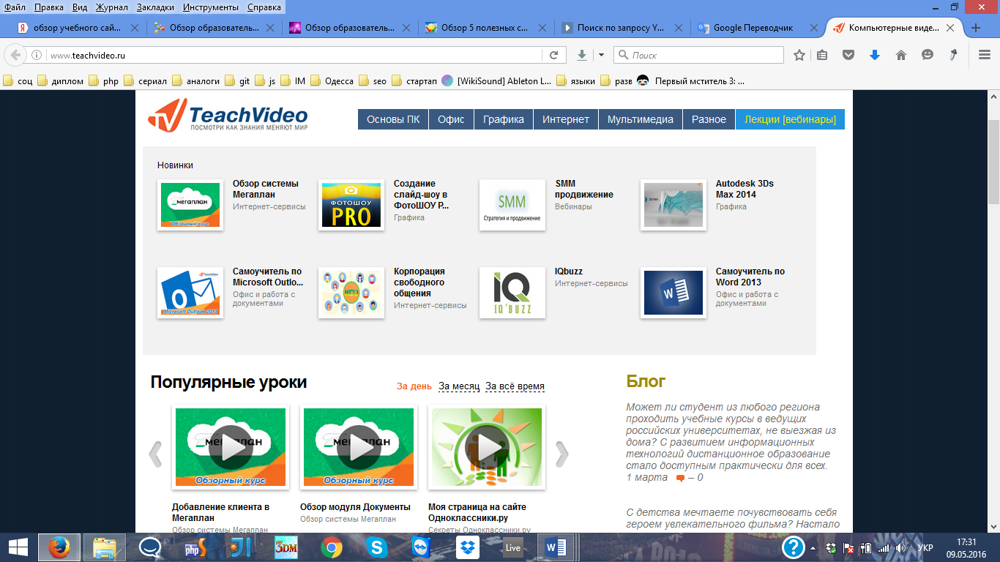 Файл Правка Вид Журнал Закладки Инструменты Справка
обзор учебного сай... Обзор образователь... Обзор образователь... Обзор 5 полезных с... Поиск по запросу Y... Google Переводчик Компьютерные виде...
www.teachvideo.ru Поиск
соц диплом php сериал аналоги git js IM Одесса seo стартап [WikiSound] Ableton L... языки разв Первый мститель 3: ...
TeachVideo
ПОСМОТРИ КАК ЗНАНИЯ МЕНЯЮТ МИР
Основы ПК Офис Графика Интернет Мультимедиа Разное Лекции [вебинары]
Новинки
мегаплан
Обзорный курс
Обзор системы
Мегаплан
Интернет-сервисы
ФОТОШОУ
PRO
Создание
слайд-шоу в
ФотоШОУ P...
Графика
SMM
Стратегия и продвижение
SMM
продвижение
Вебинары
Autodesk 3Ds
Max 2014
Графика
TeachVideo
Microsoft Outlook 2013
Самоучитель по
Microsoft Outlo...
Офис и работа с
документами
Корпорация
свободного
общения
Интернет-сервисы
IQ
IQ'BUZZ
IQbuzz
Интернет-сервисы
W
Самоучитель по
Word 2013
Офис и работа с
документами
Популярные уроки
За день За месяц За всё время
мегаплан
Обзорный курс
Добавление клиента в
Мегаплан
Обзор системы Мегаплан
мегаплан
Обзорный курс
Обзор модуля Документы
Обзор системы Мегаплан
Моя страница на сайте
Одноклассники.ру
Секреты Одноклассники.ру
Блог
Может ли студент из любого региона
проходить учебные курсы в ведущих
российских университетах, не выезжая из
дома? С развитием информационных
технологий дистанционное образование
стало доступным практически для всех.
1 марта – 0
С детства мечтаете почувствовать себя
героем увлекательного фильма? Настало
php 3DM Live W УКР 17:31
09.05.2016